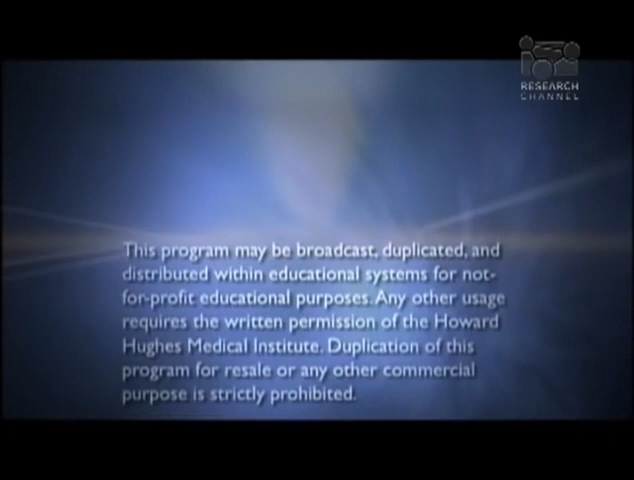 RESEARCH
CHANNEL
This program may be broadcast, duplicated, and
distributed within educational systems for not-
for-profit educational purposes. Any other usage
requires the written permission of the Howard
Hughes Medical Institute. Duplication of this
program for resale or any other commercial
purpose is strictly prohibited.